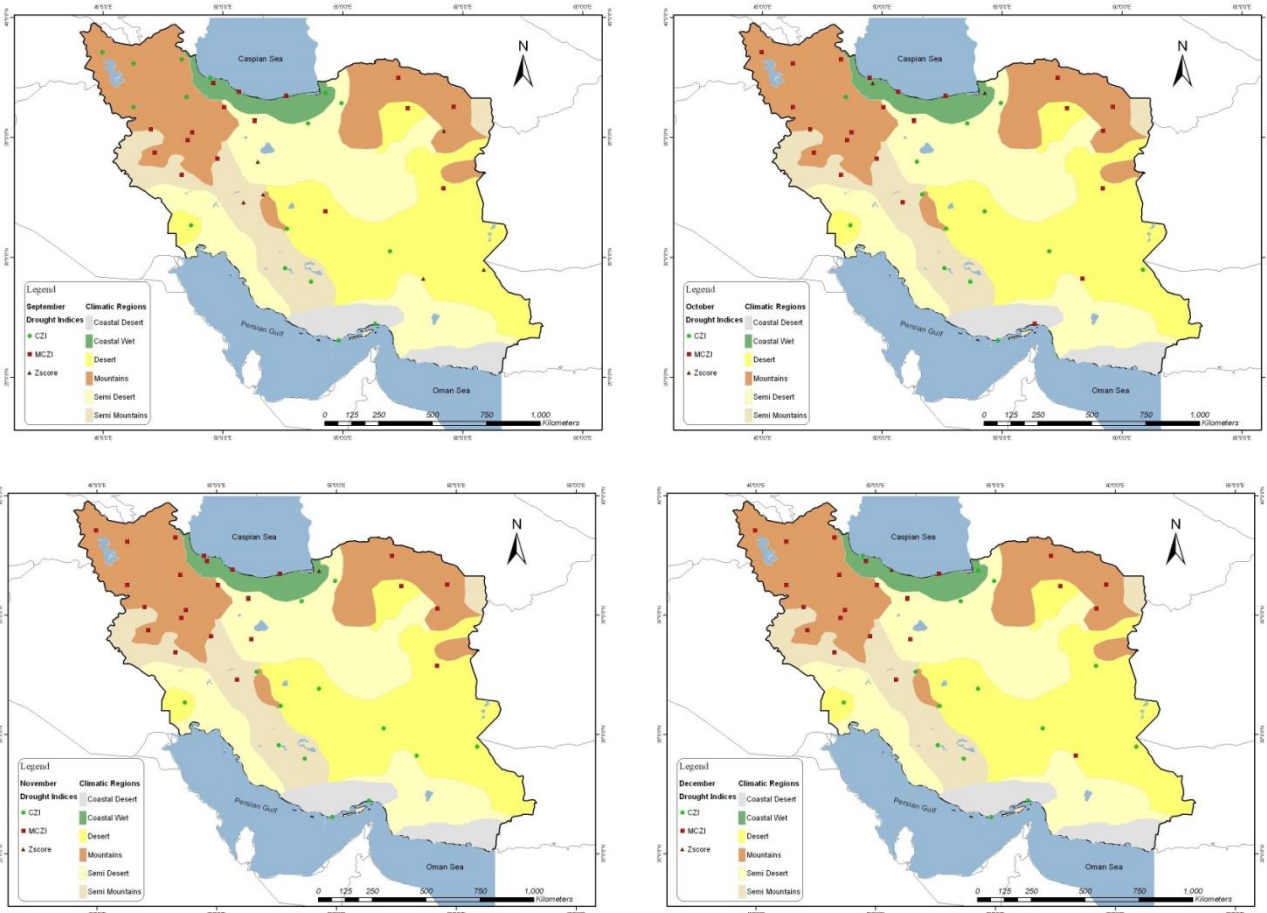 Caspian Sea
N
Persian Gulf
Oman Sea
Legend
September
Climatic Regions
Drought Indices
Coastal Desert
CZI
Coastal Wet
MCZI
Desert
Zscore
Mountains
Semi Desert
Semi Mountains
0 125 250 500 750 1,000
Kilometers
Caspian Sea
N
Persian Gulf
Oman Sea
Legend
October
Climatic Regions
Drought Indices
Coastal Desert
CZI
Coastal Wet
MCZI
Desert
Zscore
Mountains
Semi Desert
Semi Mountains
0 125 250 500 750 1,000
Kilometers
Caspian Sea
N
Persian Gulf
Oman Sea
Legend
November
Climatic Regions
Drought Indices
Coastal Desert
CZI
Coastal Wet
MCZI
Desert
Zscore
Mountains
Semi Desert
Semi Mountains
0 125 250 500 750 1,000
Kilometers
Caspian Sea
N
Persian Gulf
Oman Sea
Legend
December
Climatic Regions
Drought Indices
Coastal Desert
CZI
Coastal Wet
MCZI
Desert
Zscore
Mountains
Semi Desert
Semi Mountains
0 125 250 500 750 1,000
Kilometers